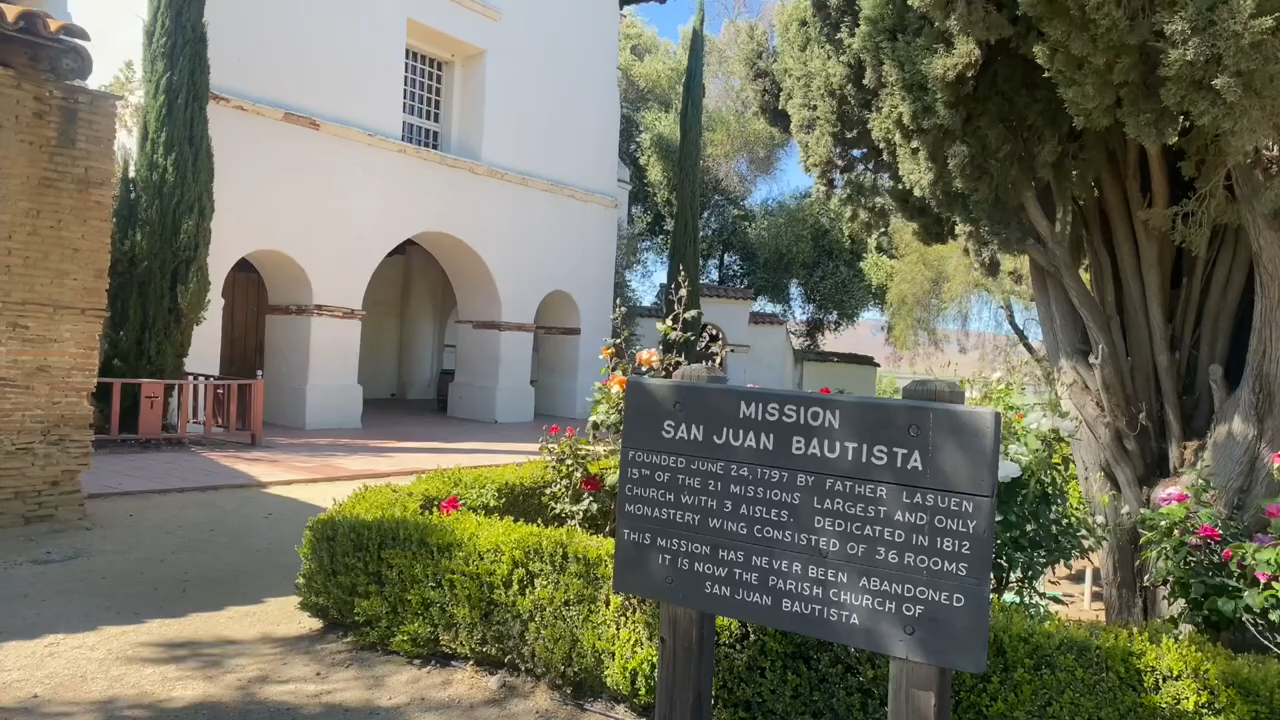 MISSION
SAN JUAN BAUTISTA
FOUNDED JUNE 24, 1797 BY FATHER LASUEN
15TH OF THE 21 MISSIONS LARGEST AND ONLY
CHURCH WITH 3 AISLES. DEDICATED IN 1812
MONASTERY WING CONSISTED OF 36 ROOMS
THIS MISSION HAS NEVER BEEN ABANDONED
IT IS NOW THE PARISH CHURCH OF
SAN JUAN BAUTISTA